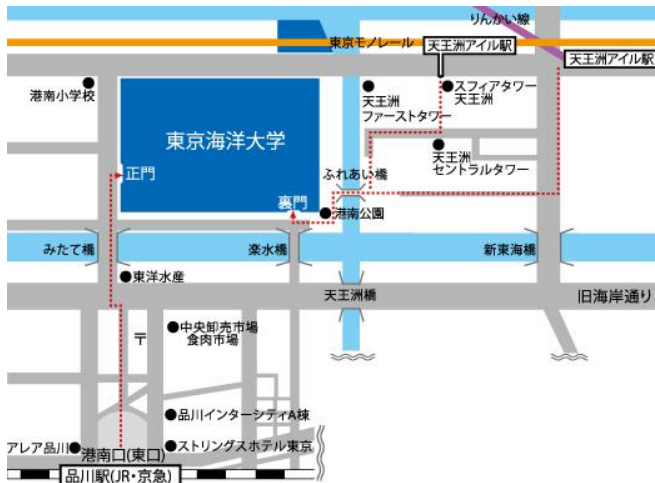 りんかい線
東京モノレール
天王洲アイル駅
天王洲アイル駅
港南小学校
スフィアタワー
天王洲
天王洲
ファーストタワー
東京海洋大学
天王洲
セントラルタワー
正門
ふれあい橋
裏門
港南公園
みたて橋
楽水橋
新東海橋
東洋水産
天王洲橋
旧海岸通り
〒
中央卸売市場
食肉市場
品川インターシティA棟
アレア品川
港南口(東口)
ストリングスホテル東京
品川駅(JR・京急)